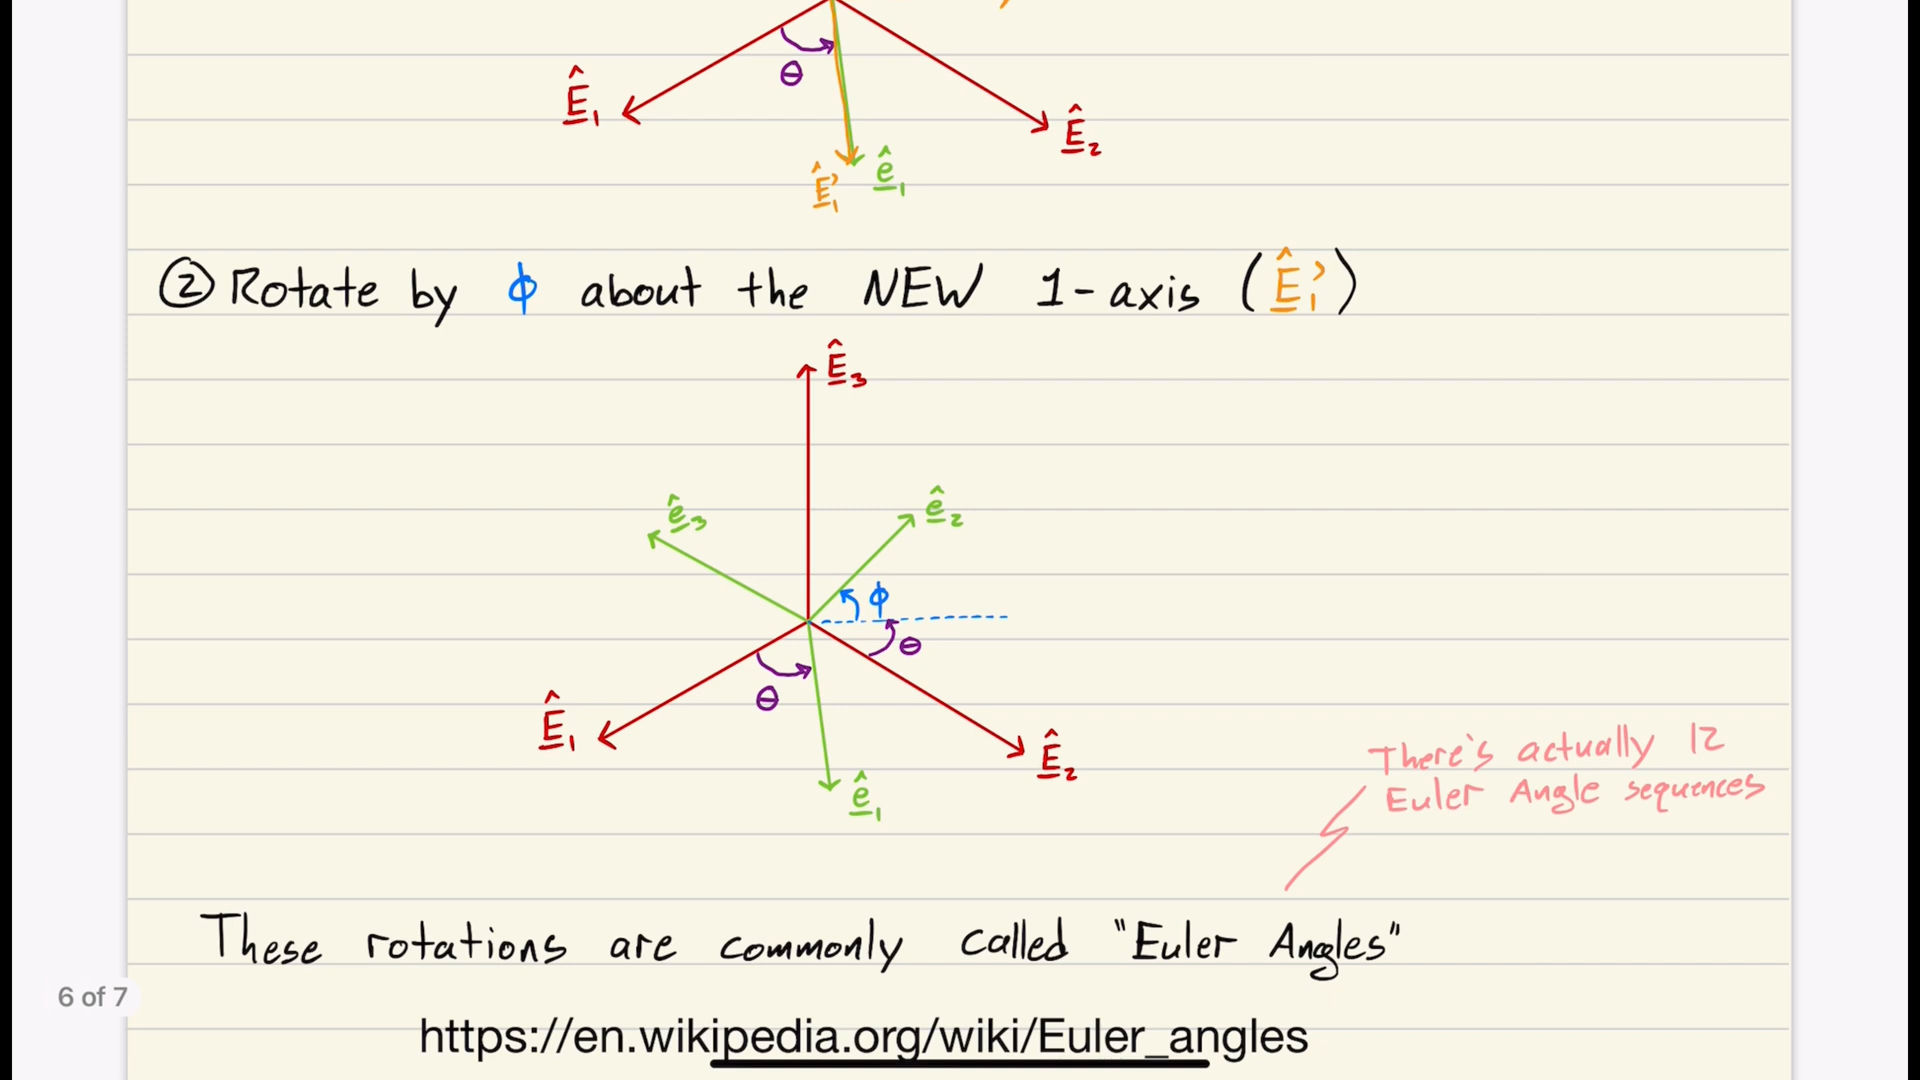 θ
Ê₁
Ê₂
Ê₁' ê₁
② Rotate by ϕ about the NEW 1-axis (Ê₁')
Ê₃
ê₃ ê₂
ϕ
θ
θ
Ê₁
Ê₂
ê₁
There's actually 12
Euler Angle sequences
These rotations are commonly called "Euler Angles"
6 of 7
https://en.wikipedia.org/wiki/Euler_angles